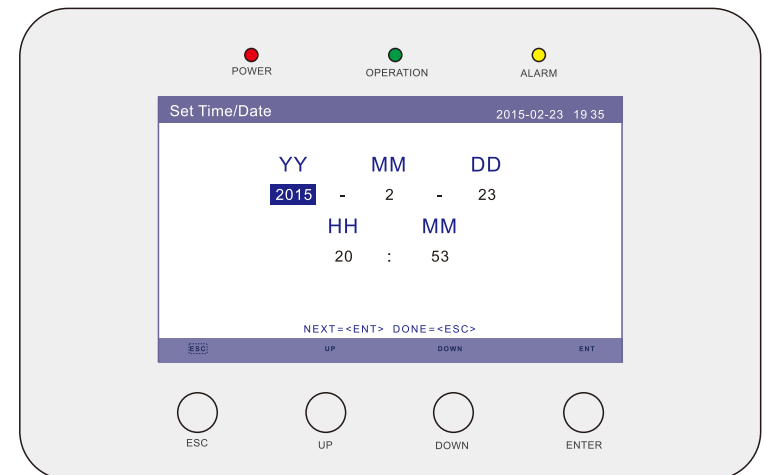 POWER OPERATION ALARM
Set Time/Date 2015-02-23 19 35
YY MM DD
2015 - 2 - 23
HH MM
20 : 53
NEXT=<ENT> DONE=<ESC>
ESC UP DOWN ENT
ESC UP DOWN ENTER